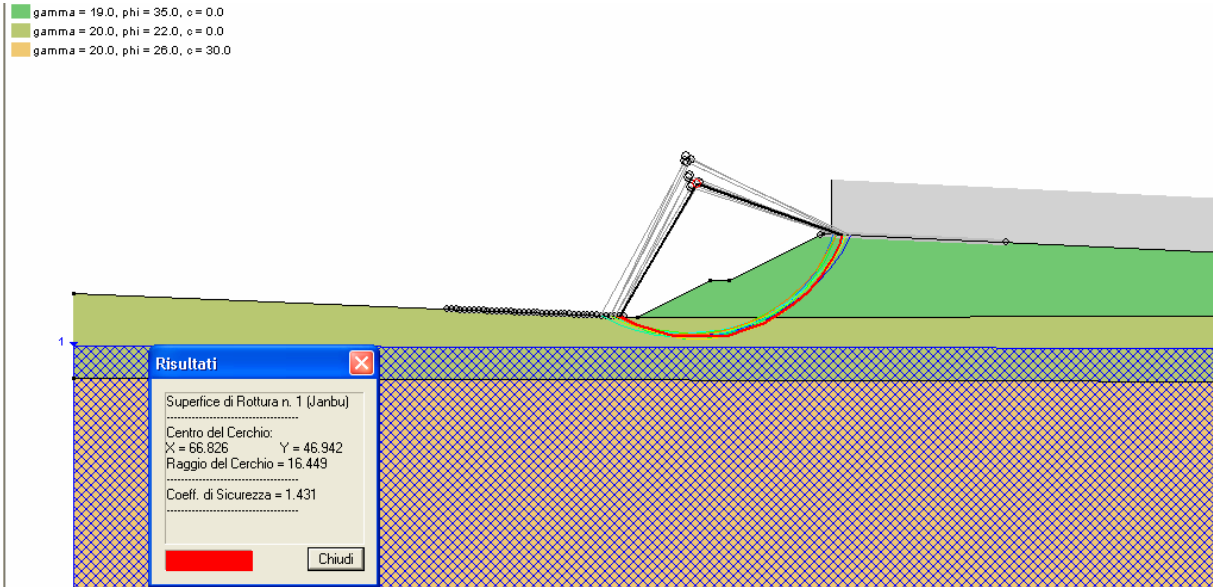 gamma = 19.0, phi = 35.0, c = 0.0
gamma = 20.0, phi = 22.0, c = 0.0
gamma = 20.0, phi = 26.0, c = 30.0
1
Risultati
Superfice di Rottura n. 1 (Janbu)
------------------------------
Centro del Cerchio:
X = 66.826 Y = 46.942
Raggio del Cerchio = 16.449
------------------------------
Coeff. di Sicurezza = 1.431
------------------------------
Chiudi